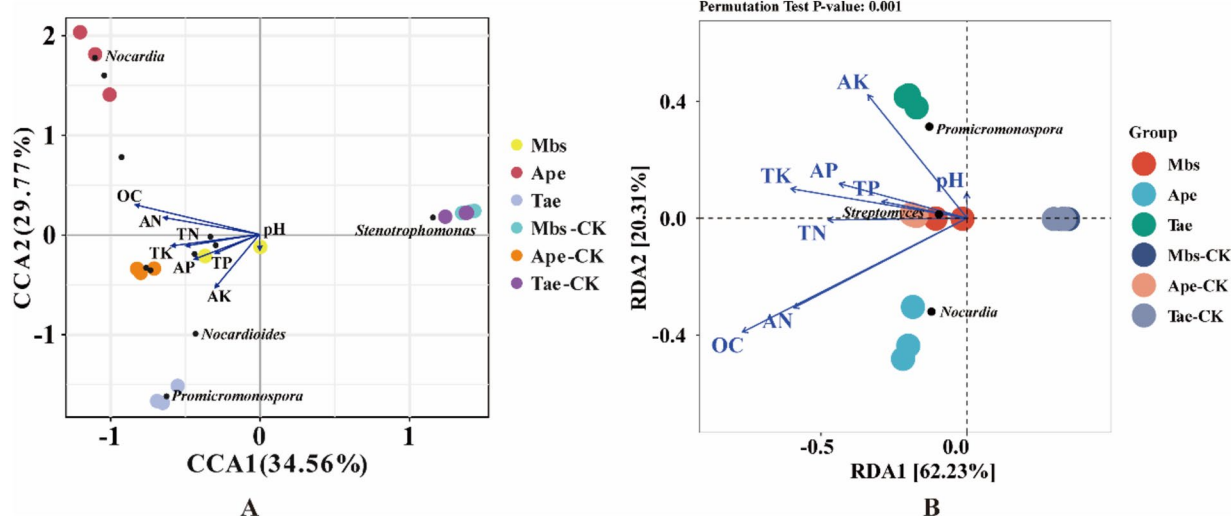 2
1
0
-1
CCA2(29.77%)
Nocardia
OC
AN
TN
pH
TK
AP
TP
AK
Stenotrophomonas
Nocardioides
Promicromonospora
-1
0
1
CCA1(34.56%)
Mbs
Ape
Tae
Mbs-CK
Ape-CK
Tae-CK
A
Permutation Test P-value: 0.001
0.4
0.0
-0.4
RDA2 [20.31%]
AK
Promicromonospora
AP
TK
TP
pH
Streptomyces
TN
Nocardia
AN
OC
-0.5
0.0
RDA1 [62.23%]
Group
Mbs
Ape
Tae
Mbs-CK
Ape-CK
Tae-CK
B